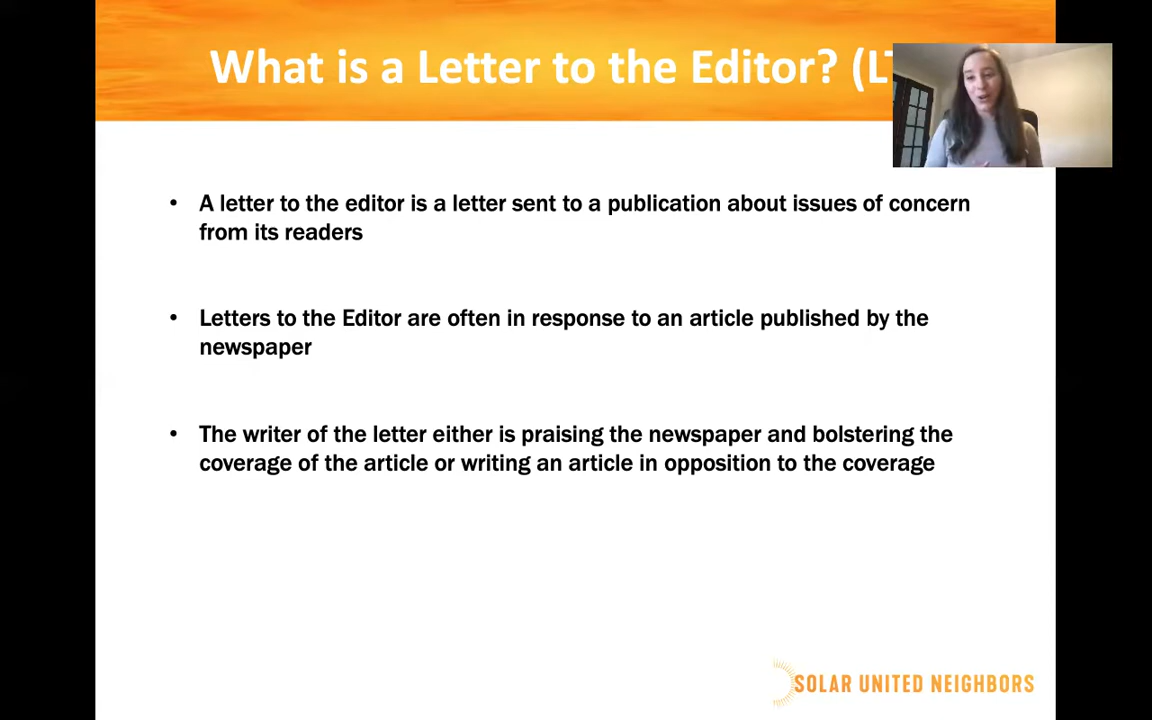 What is a Letter to the Editor? (L
• A letter to the editor is a letter sent to a publication about issues of concern
from its readers
• Letters to the Editor are often in response to an article published by the
newspaper
• The writer of the letter either is praising the newspaper and bolstering the
coverage of the article or writing an article in opposition to the coverage
SOLAR UNITED NEIGHBORS